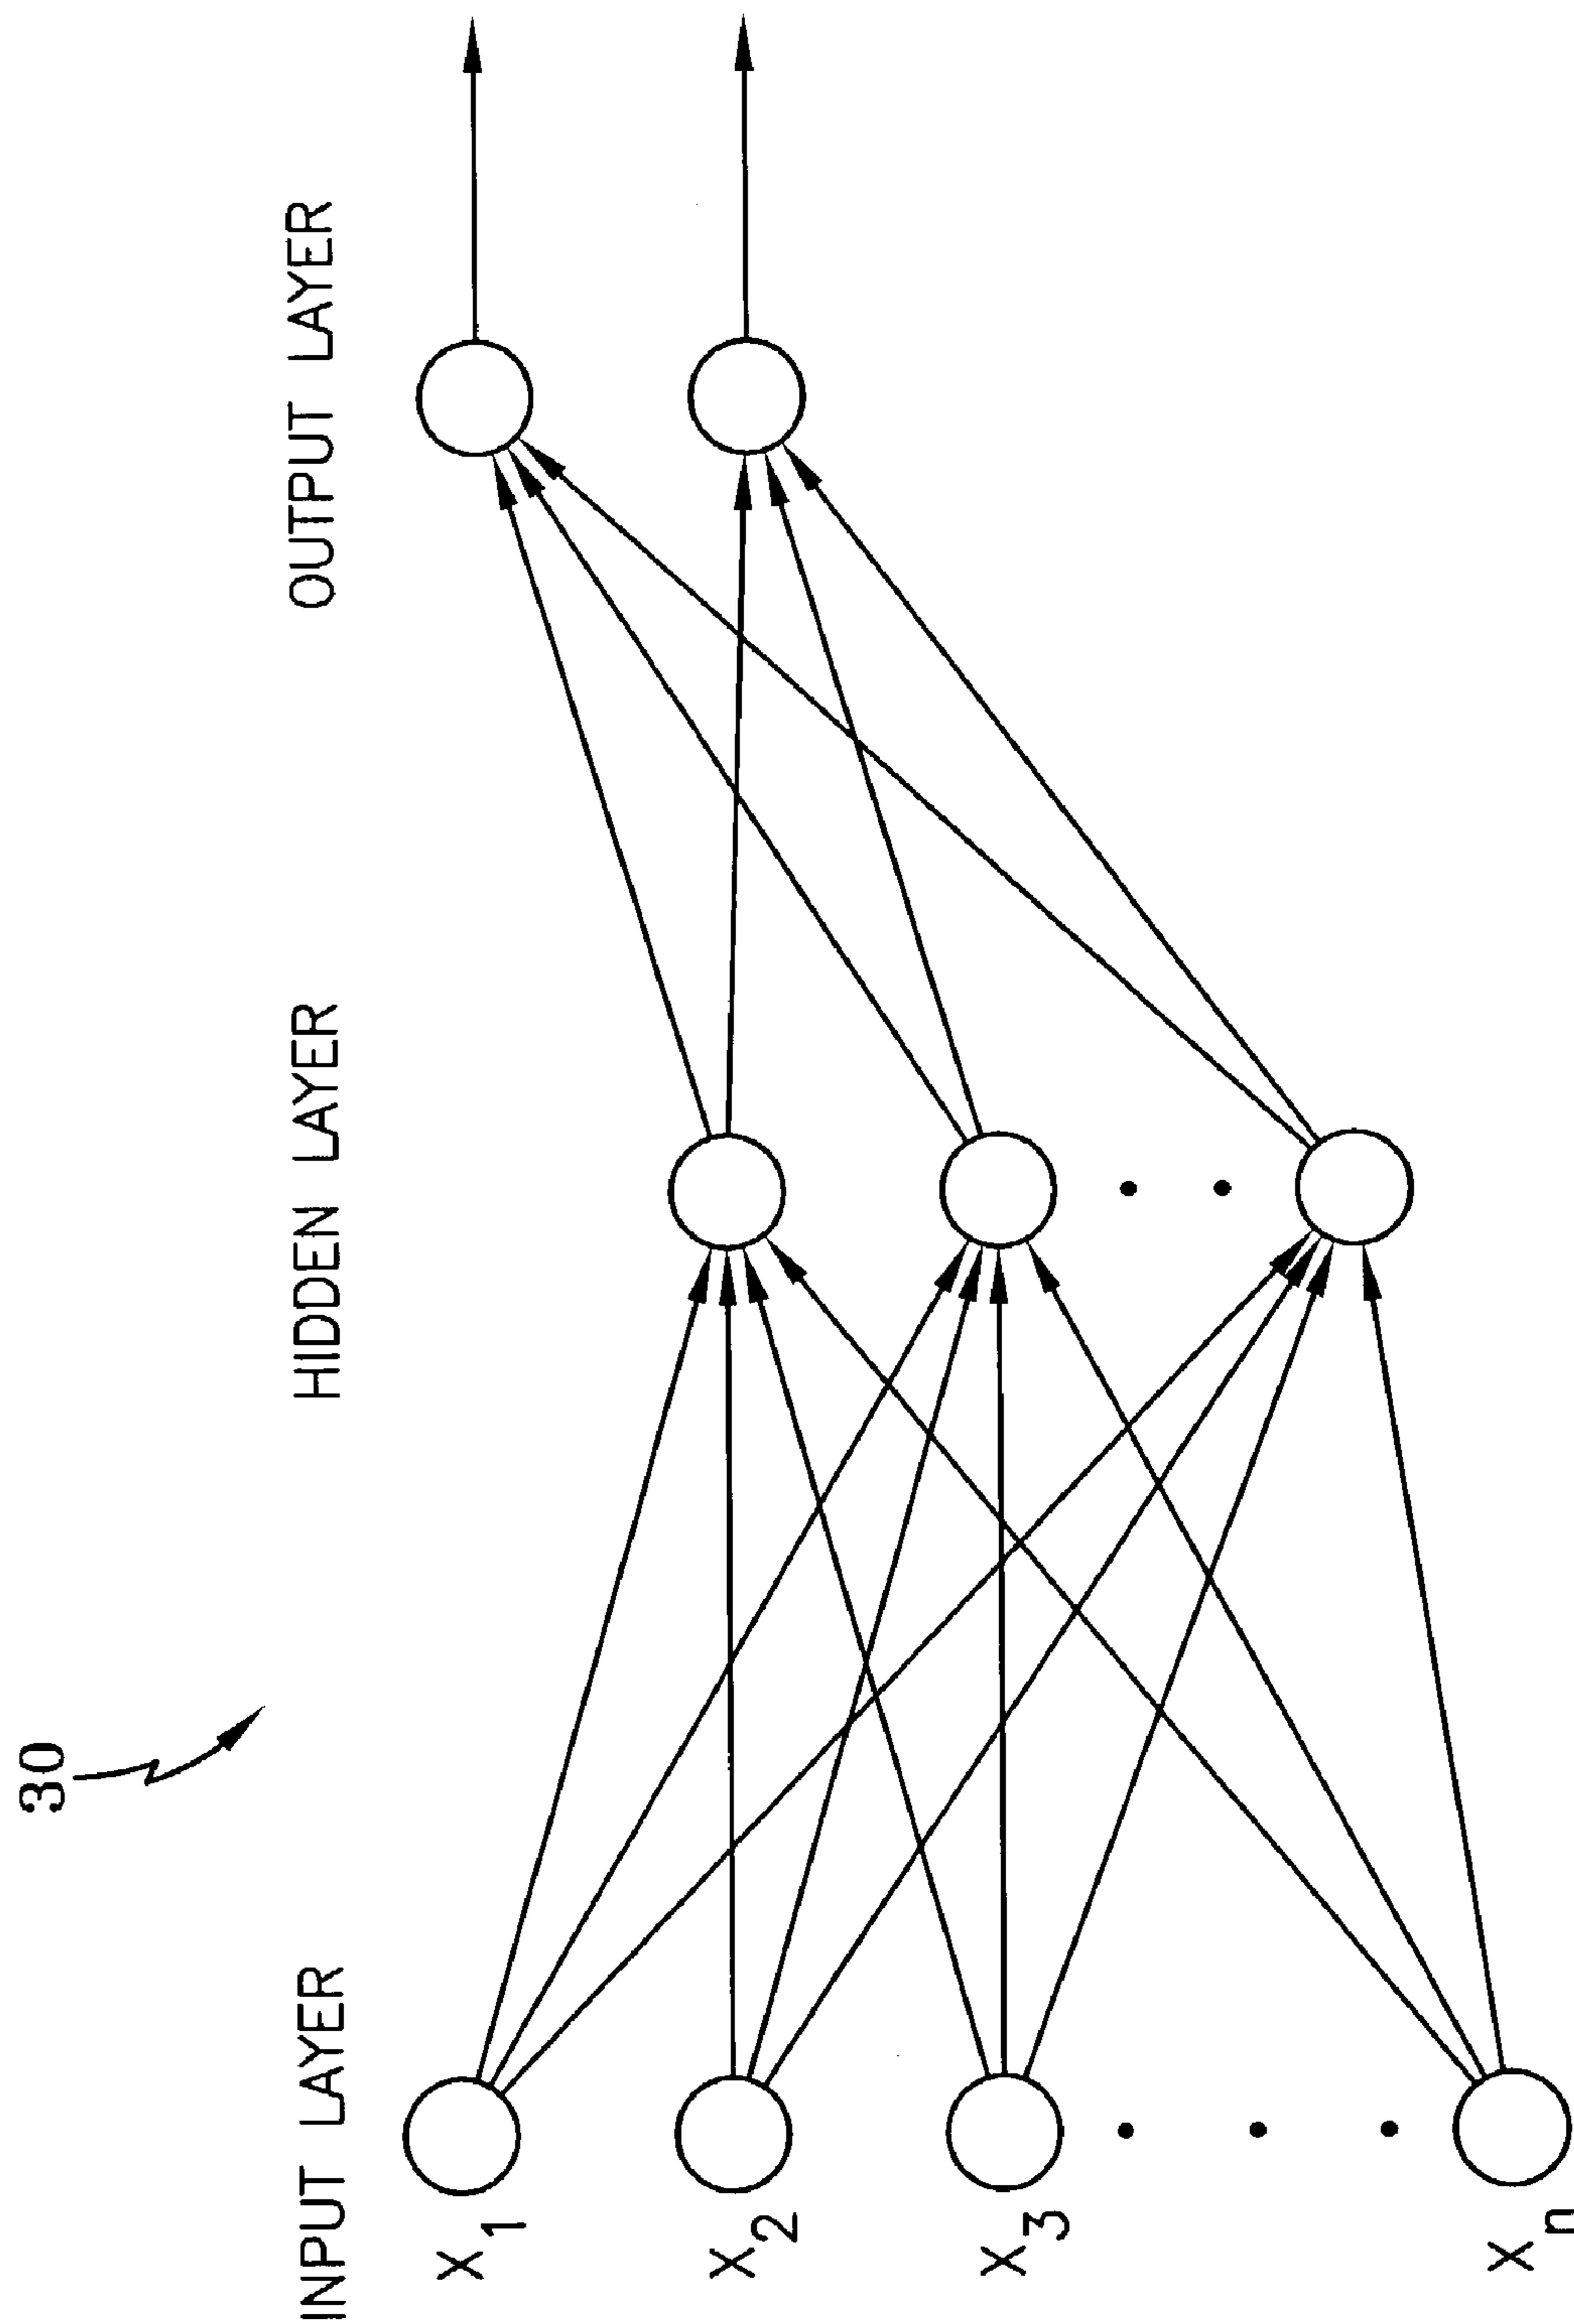 30
INPUT LAYER
HIDDEN LAYER
OUTPUT LAYER
X1
X2
X3
Xn